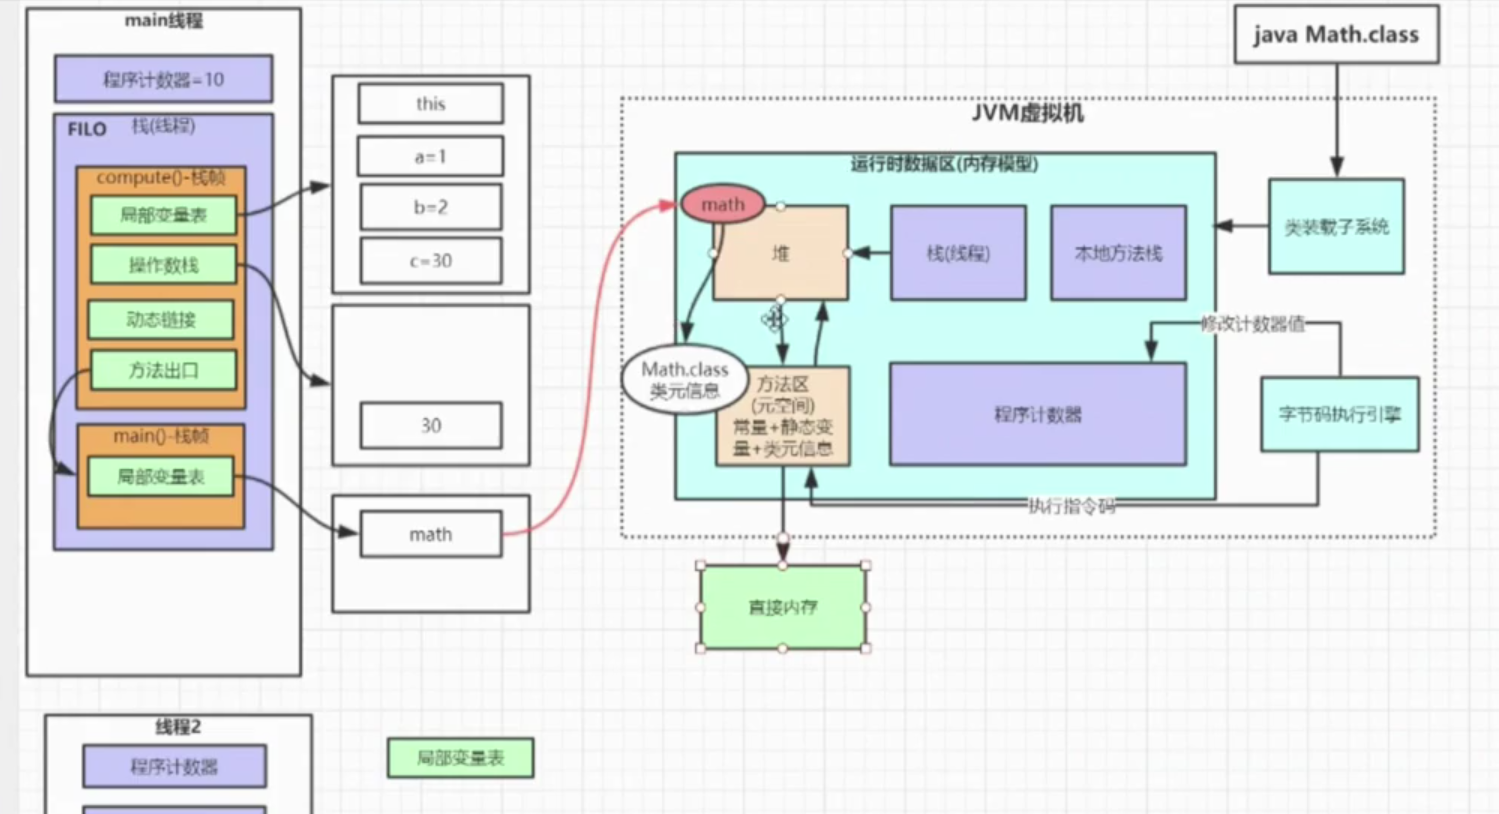 main线程
程序计数器=10
FILO
栈(线程)
compute()-栈帧
局部变量表
操作数栈
动态链接
方法出口
main()-栈帧
局部变量表
this
a=1
b=2
c=30
30
math
java Math.class
JVM虚拟机
运行时数据区(内存模型)
math
堆
栈(线程)
本地方法栈
类装载子系统
修改计数器值
Math.class
类元信息
方法区
(元空间)
常量+静态变
量+类元信息
程序计数器
字节码执行引擎
执行指令码
直接内存
线程2
程序计数器
局部变量表